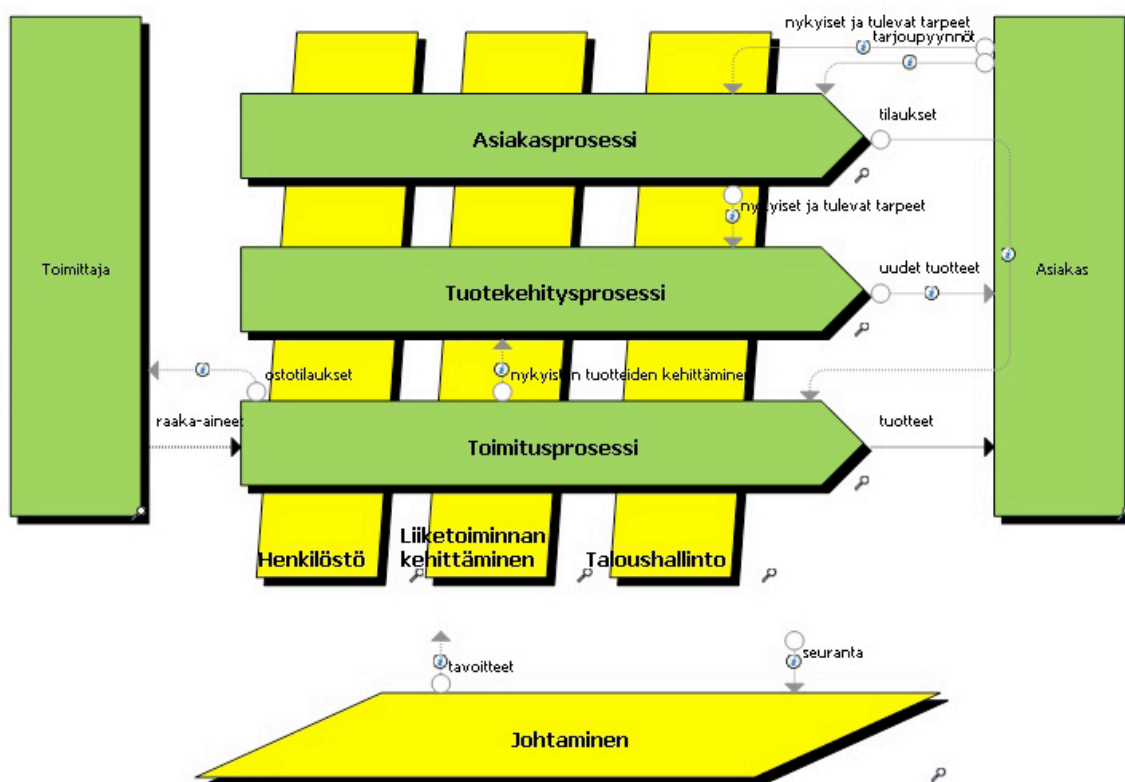 nykyiset ja tulevat tarpeet
tarjoupyynnöt
Asiakasprosessi
tilaukset
nykyiset ja tulevat tarpeet
Toimittaja
Tuotekehitysprosessi
uudet tuotteet
Asiakas
ostotilaukset
nykyisten tuotteiden kehittäminen
raaka-aineet
Toimitusprosessi
tuotteet
Henkilöstö
Liiketoiminnan
kehittäminen
Taloushallinto
tavoitteet
seuranta
Johtaminen